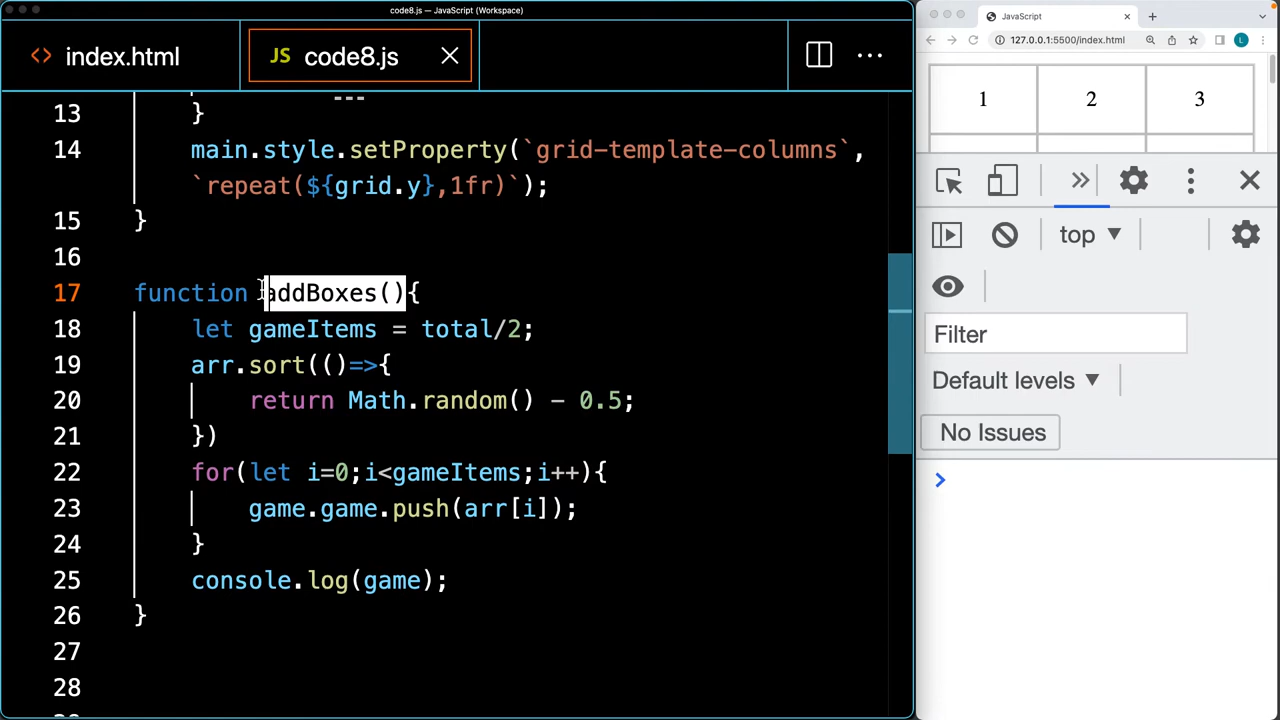 code8.js — JavaScript (Workspace)
index.html
JS code8.js
13 }
14 main.style.setProperty(`grid-template-columns`,
`repeat(${grid.y},1fr)`);
15 }
16
17 function addBoxes(){
18 let gameItems = total/2;
19 arr.sort(()=>{
20 return Math.random() - 0.5;
21 })
22 for(let i=0;i<gameItems;i++){
23 game.game.push(arr[i]);
24 }
25 console.log(game);
26 }
27
28
JavaScript
127.0.0.1:5500/index.html
L
1 2 3
top
Filter
Default levels
No Issues